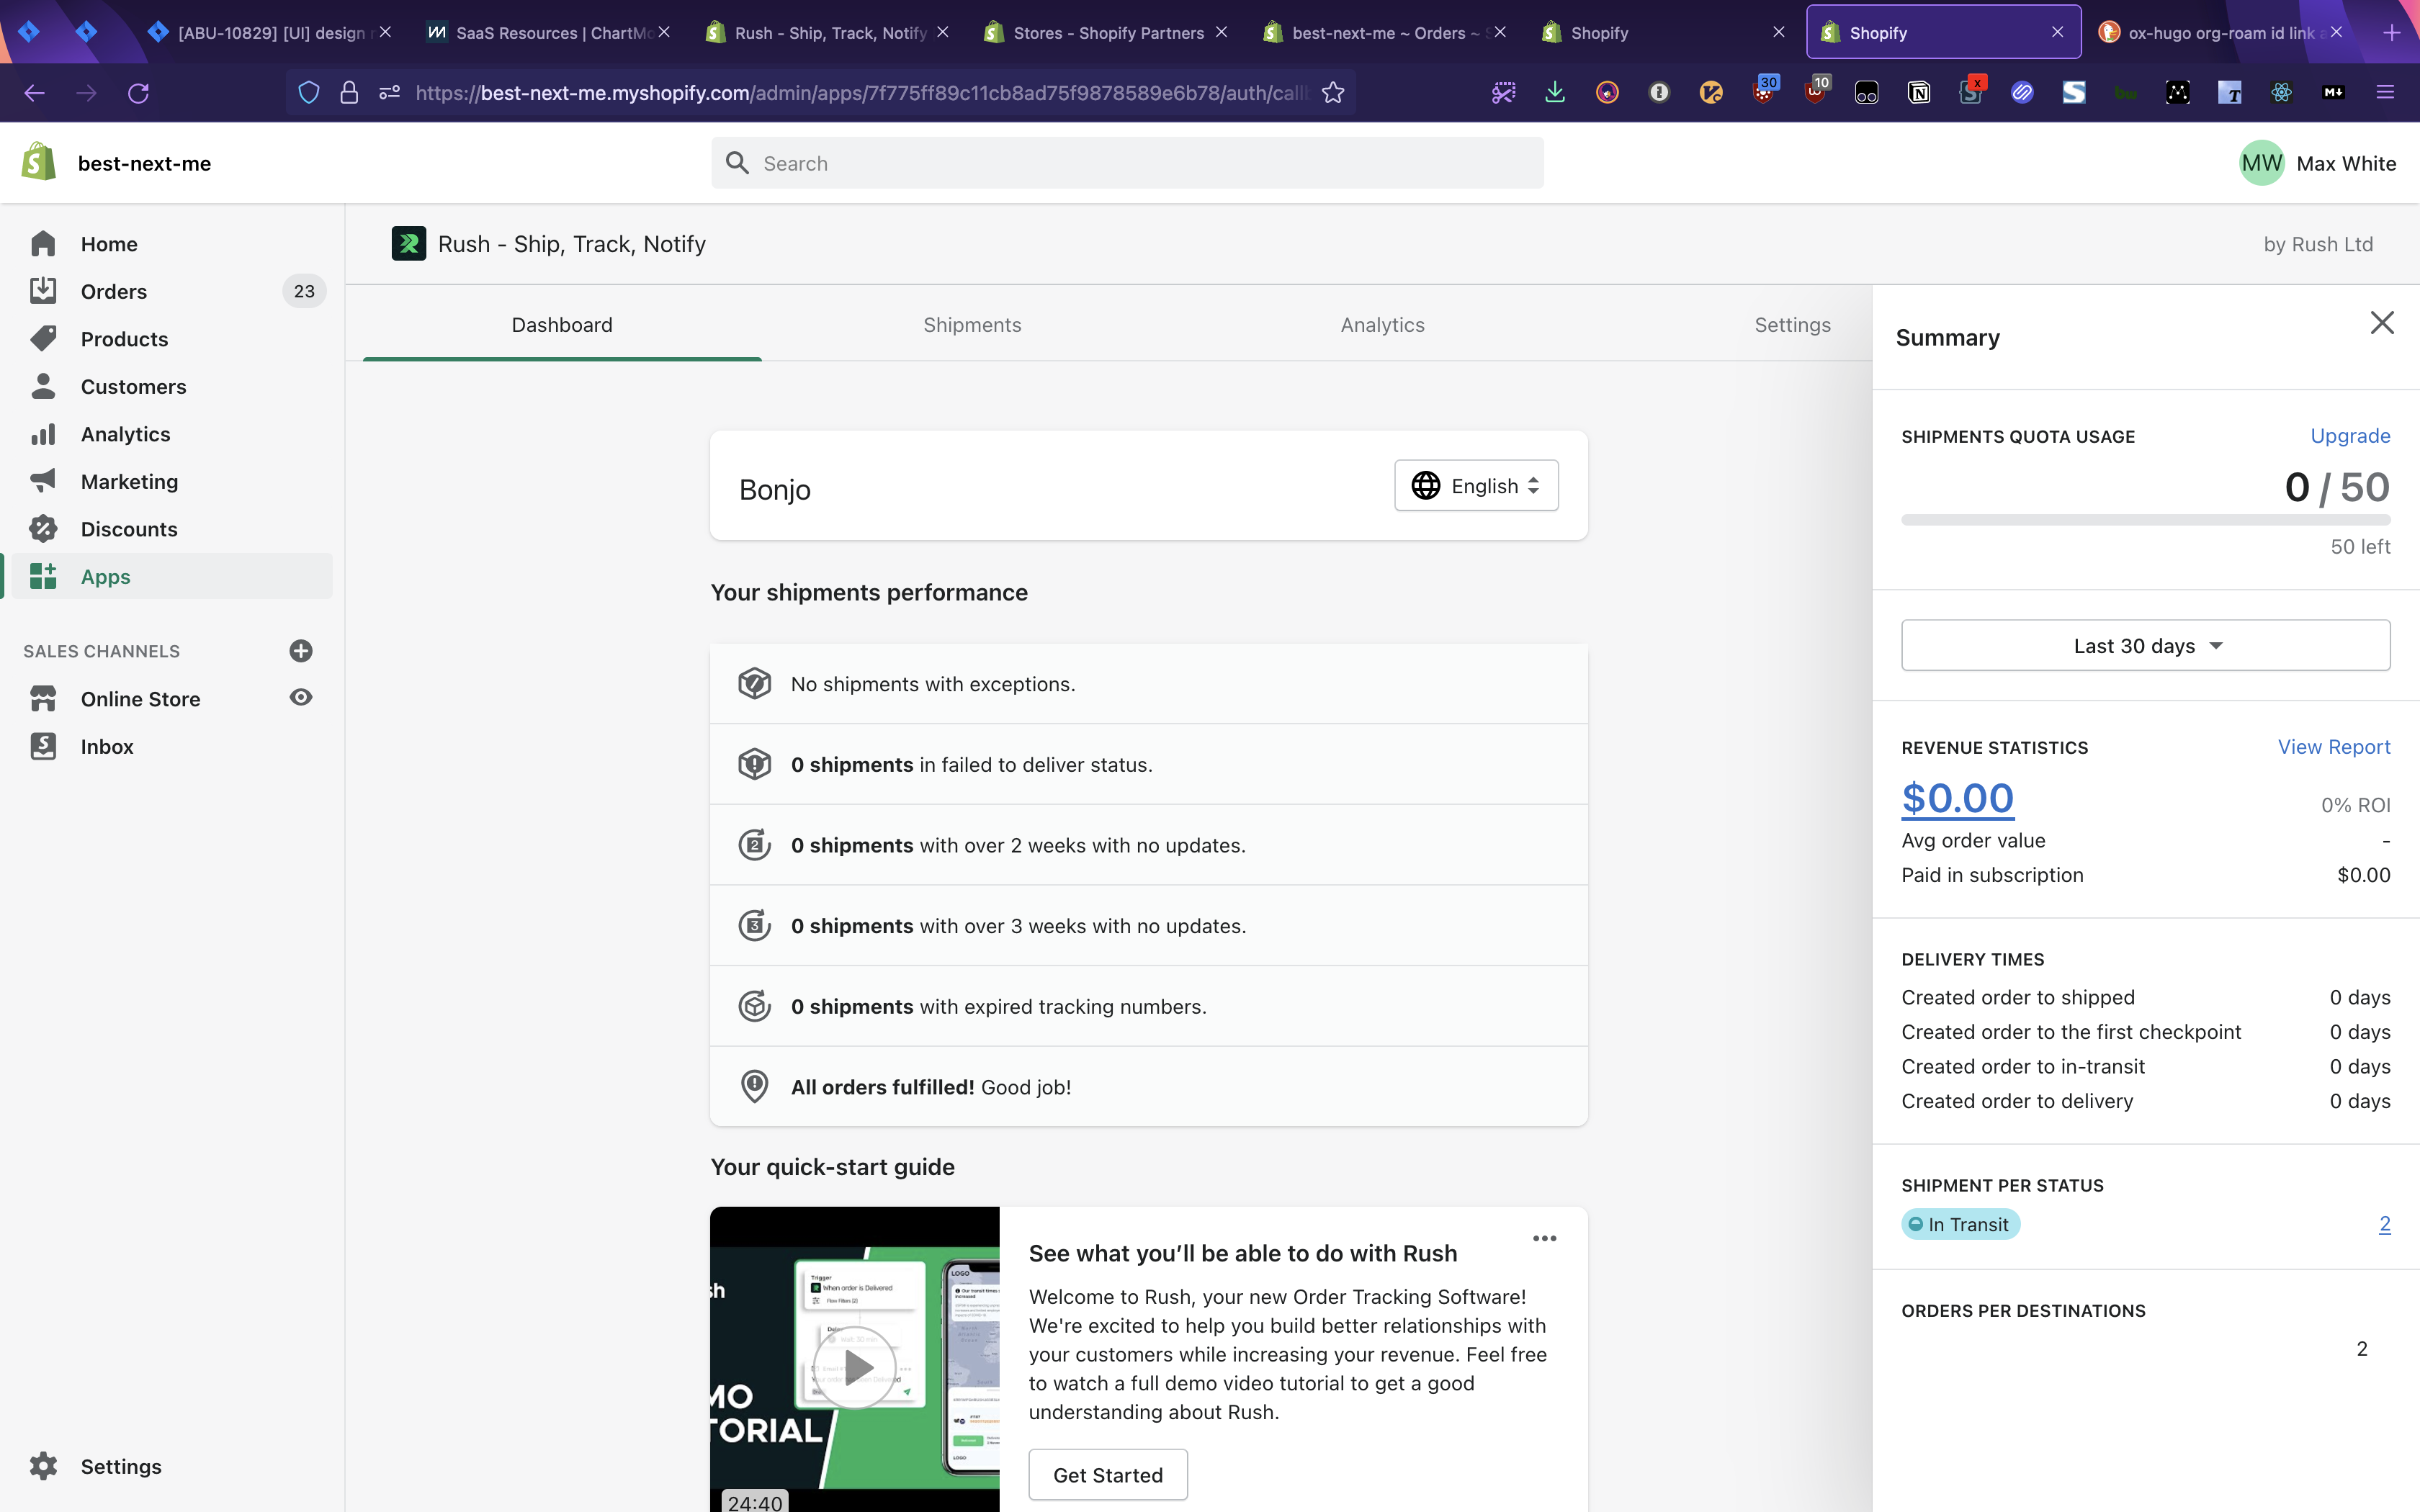 [ABU-10829] [UI] design
SaaS Resources | ChartMo
Rush - Ship, Track, Notify
Stores - Shopify Partners
best-next-me ~ Orders ~
Shopify
Shopify
ox-hugo org-roam id link
https://best-next-me.myshopify.com/admin/apps/7f775ff89c11cb8ad75f9878589e6b78/auth/call
30
10
x
best-next-me
Search
MW Max White
Home
Orders 23
Products
Customers
Analytics
Marketing
Discounts
Apps
SALES CHANNELS
Online Store
Inbox
Settings
Rush - Ship, Track, Notify
by Rush Ltd
Dashboard Shipments Analytics Settings
Bonjo
English
Your shipments performance
No shipments with exceptions.
0 shipments in failed to deliver status.
2
0 shipments with over 2 weeks with no updates.
3
0 shipments with over 3 weeks with no updates.
0 shipments with expired tracking numbers.
All orders fulfilled! Good job!
Your quick-start guide
Trigger
When order is Delivered
LOGO
MO
TORIAL
24:40
See what you’ll be able to do with Rush
Welcome to Rush, your new Order Tracking Software!
We're excited to help you build better relationships with
your customers while increasing your revenue. Feel free
to watch a full demo video tutorial to get a good
understanding about Rush.
Get Started
Summary
SHIPMENTS QUOTA USAGE Upgrade
0 / 50
50 left
Last 30 days
REVENUE STATISTICS View Report
$0.00 0% ROI
Avg order value -
Paid in subscription $0.00
DELIVERY TIMES
Created order to shipped 0 days
Created order to the first checkpoint 0 days
Created order to in-transit 0 days
Created order to delivery 0 days
SHIPMENT PER STATUS
In Transit 2
ORDERS PER DESTINATIONS
2